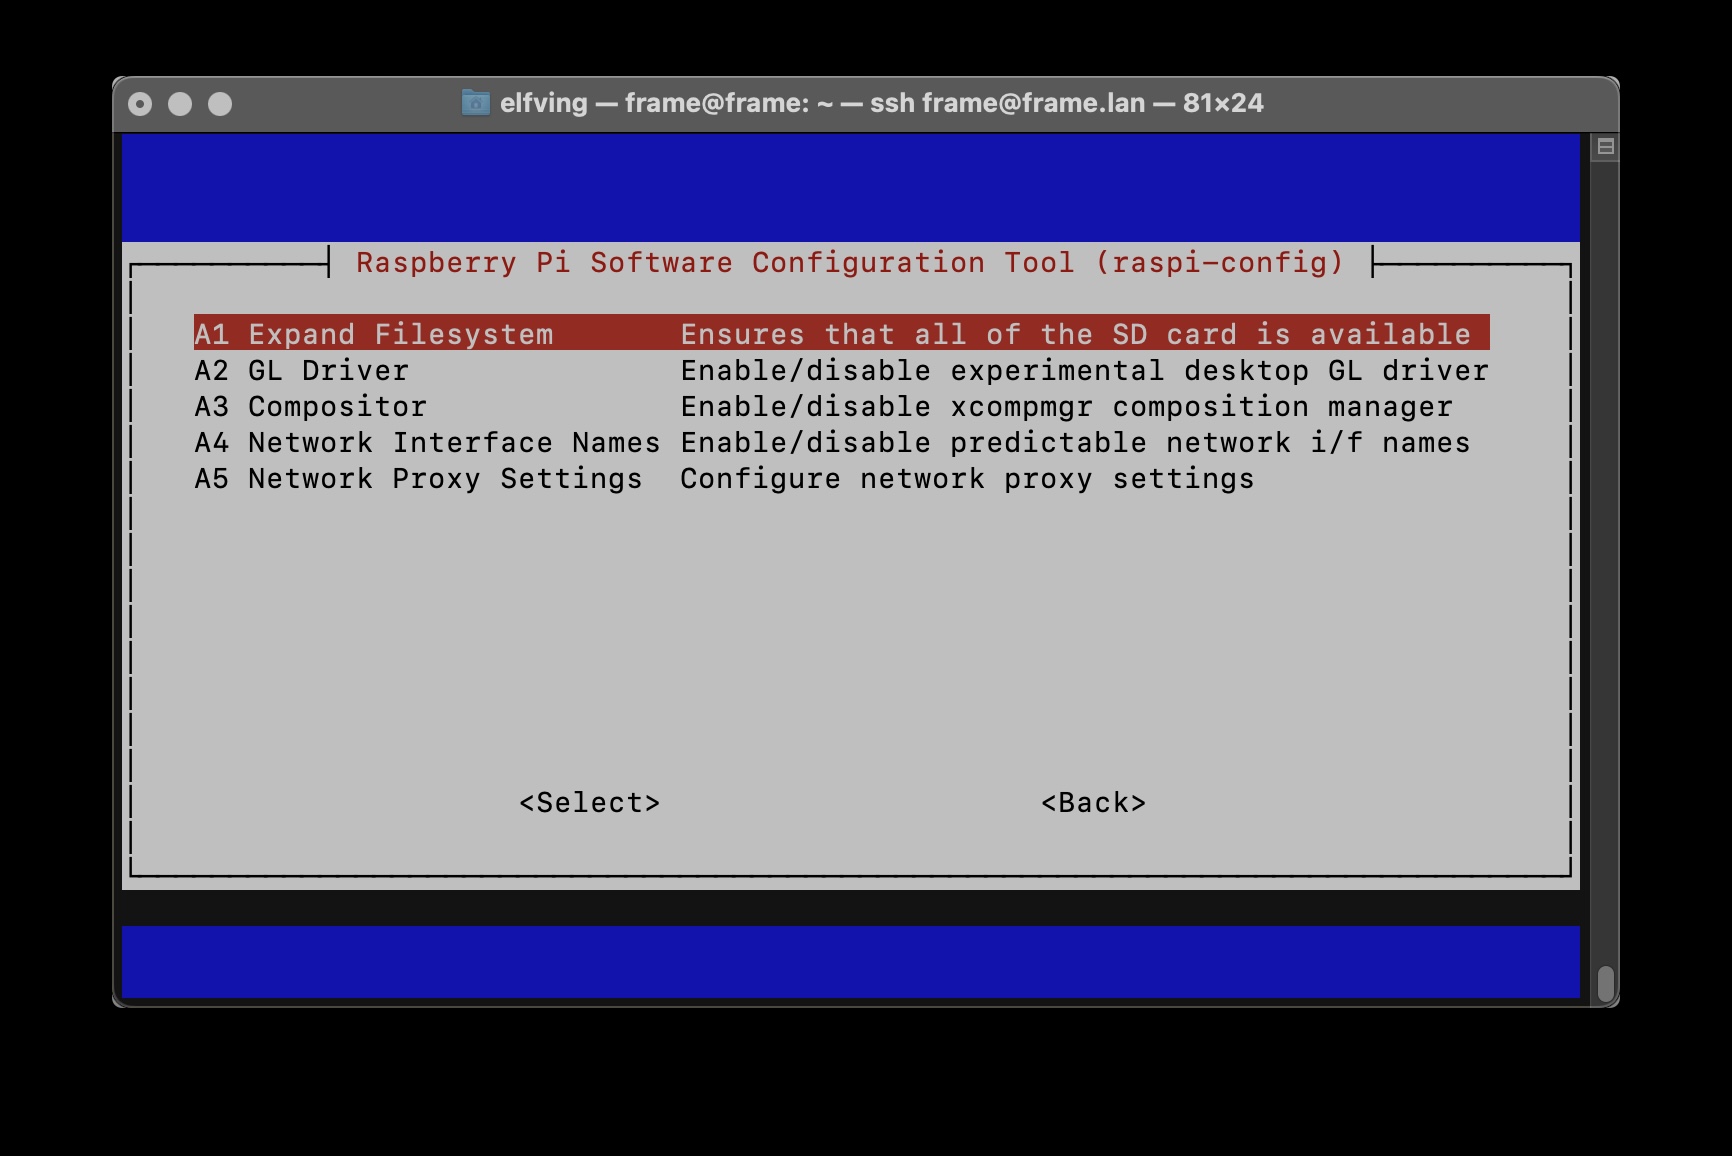 elfving — frame@frame: ~ — ssh frame@frame.lan — 81×24
Raspberry Pi Software Configuration Tool (raspi-config)
A1 Expand Filesystem Ensures that all of the SD card is available
A2 GL Driver Enable/disable experimental desktop GL driver
A3 Compositor Enable/disable xcompmgr composition manager
A4 Network Interface Names Enable/disable predictable network i/f names
A5 Network Proxy Settings Configure network proxy settings
<Select> <Back>